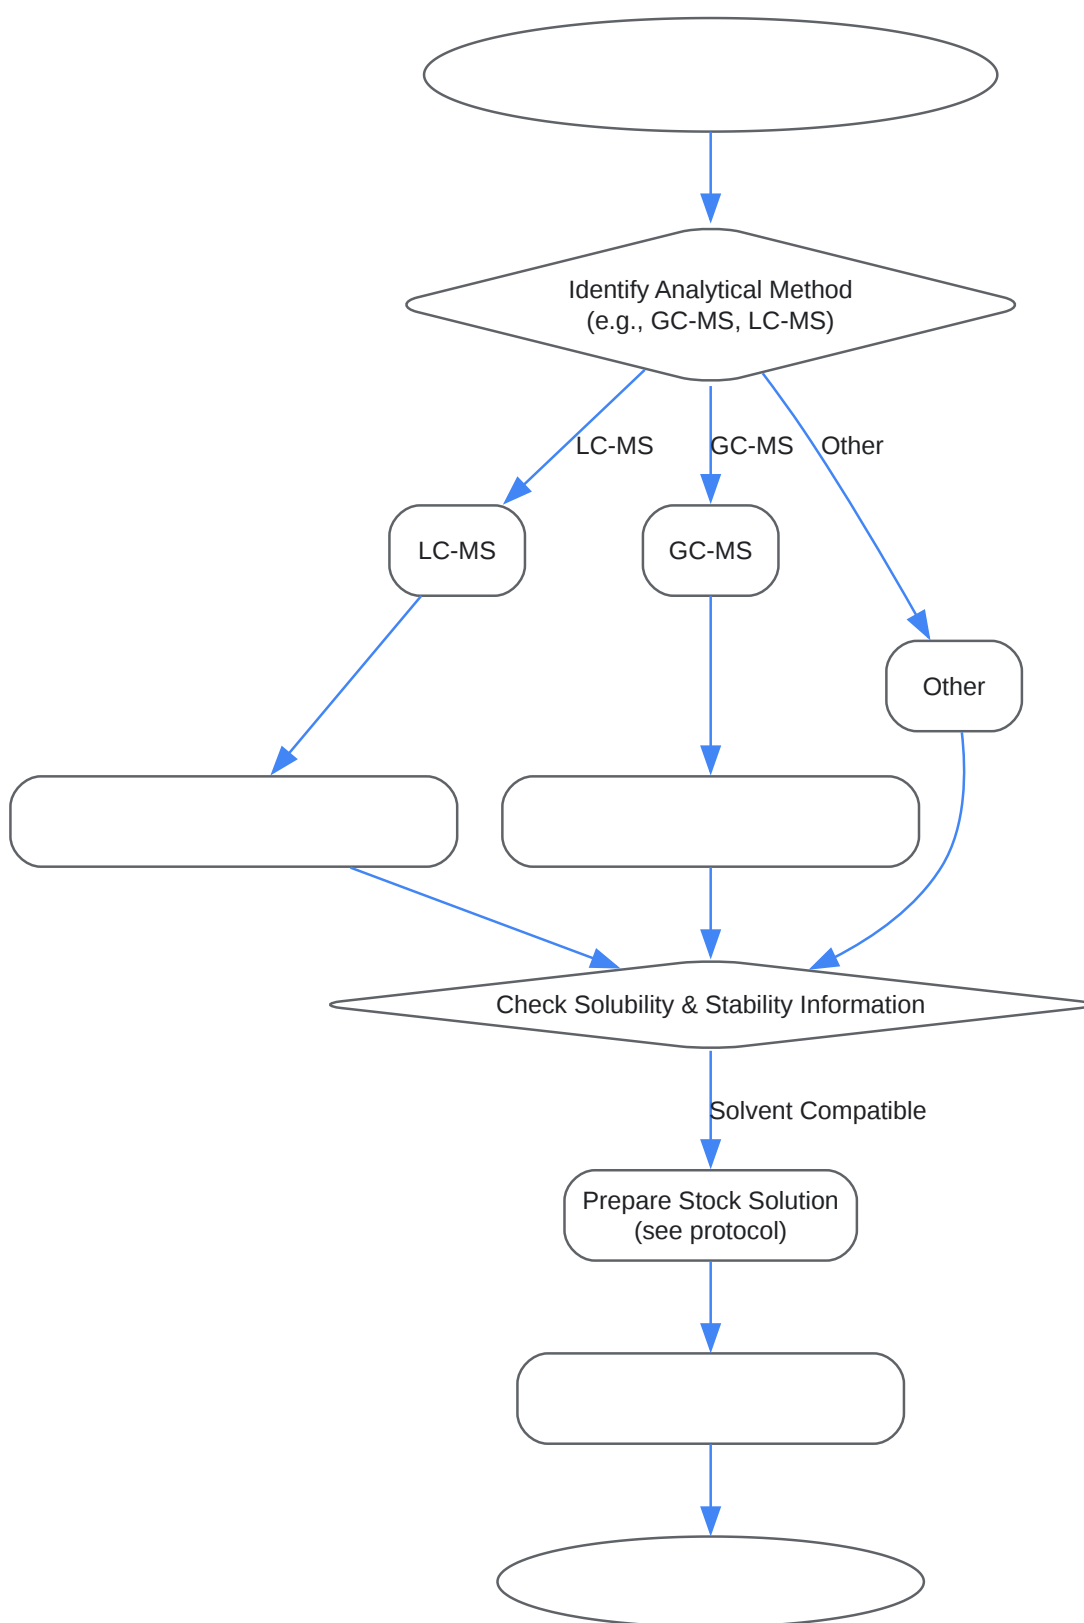 Identify Analytical Method
(e.g., GC-MS, LC-MS)
LC-MS
GC-MS
Other
LC-MS
GC-MS
Other
Check Solubility & Stability Information
Solvent Compatible
Prepare Stock Solution
(see protocol)